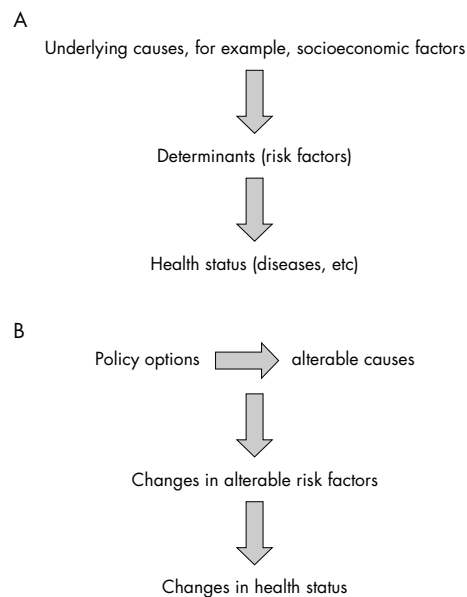 A
Underlying causes, for example, socioeconomic factors
Determinants (risk factors)
Health status (diseases, etc)
B
Policy options alterable causes
Changes in alterable risk factors
Changes in health status